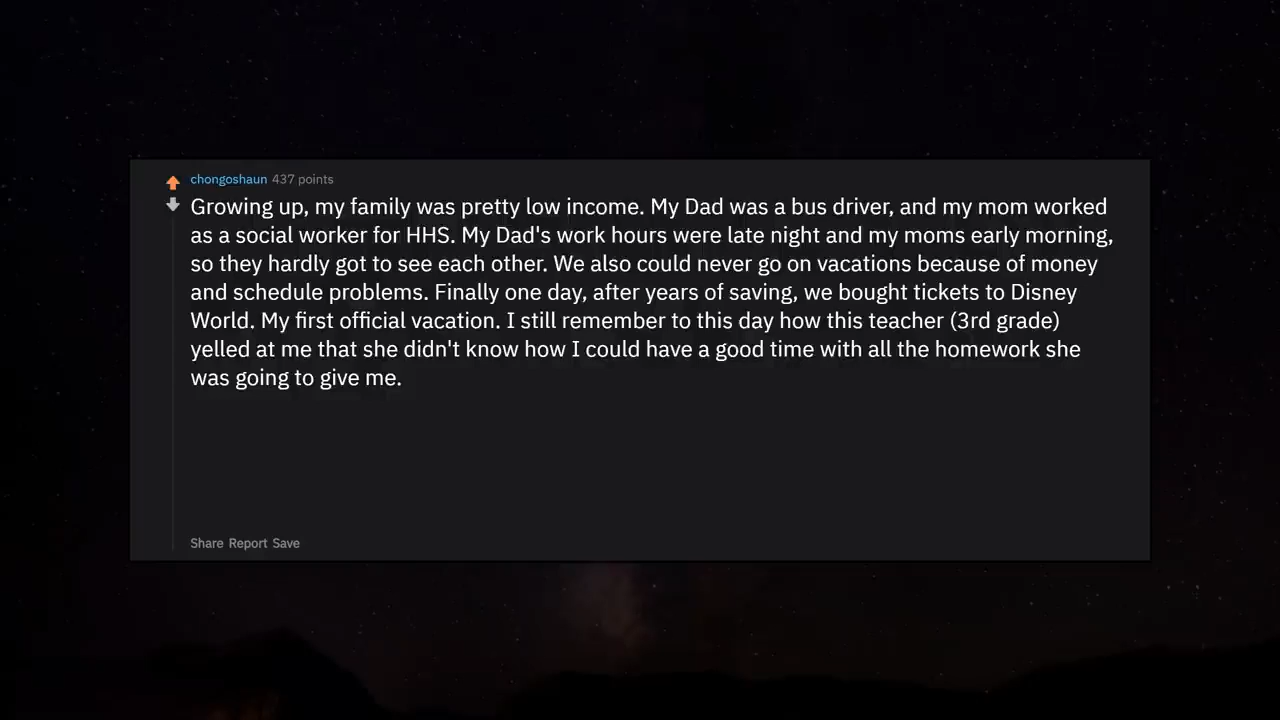 chongoshaun 437 points
Growing up, my family was pretty low income. My Dad was a bus driver, and my mom worked
as a social worker for HHS. My Dad's work hours were late night and my moms early morning,
so they hardly got to see each other. We also could never go on vacations because of money
and schedule problems. Finally one day, after years of saving, we bought tickets to Disney
World. My first official vacation. I still remember to this day how this teacher (3rd grade)
yelled at me that she didn't know how I could have a good time with all the homework she
was going to give me.
Share Report Save